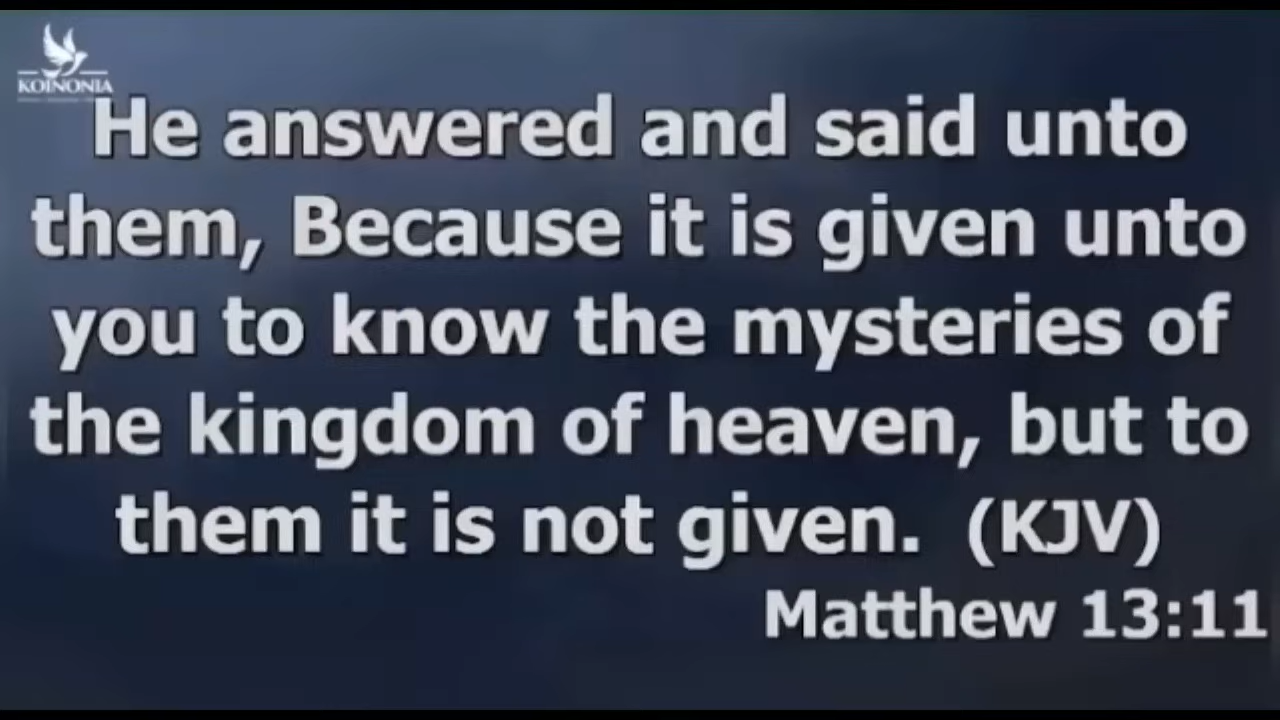 KOINONIA
He answered and said unto
them, Because it is given unto
you to know the mysteries of
the kingdom of heaven, but to
them it is not given. (KJV)
Matthew 13:11